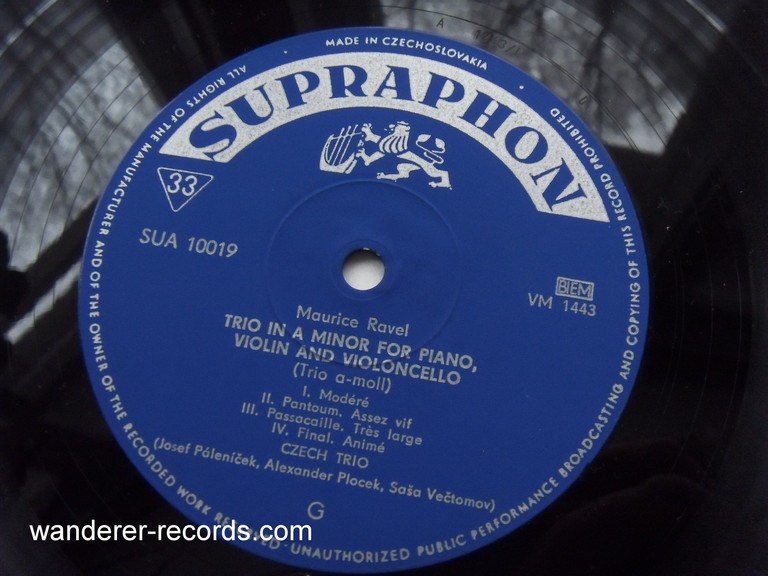 MADE IN CZECHOSLOVAKIA
SUPRAPHON
33
SUA 10019
BIEM
VM 1443
Maurice Ravel
TRIO IN A MINOR FOR PIANO,
VIOLIN AND VIOLONCELLO
(Trio a-moll)
I. Modéré
II. Pantoum. Assez vif
III. Passacaille. Très large
IV. Final. Animé
CZECH TRIO
(Josef Páleníček, Alexander Plocek, Saša Večtomov)
G
ALL RIGHTS OF THE MANUFACTURER AND OF THE OWNER OF THE RECORDED WORK RESERVED · UNAUTHORIZED PUBLIC PERFORMANCE BROADCASTING AND COPYING OF THIS RECORD PROHIBITED
wanderer-records.com